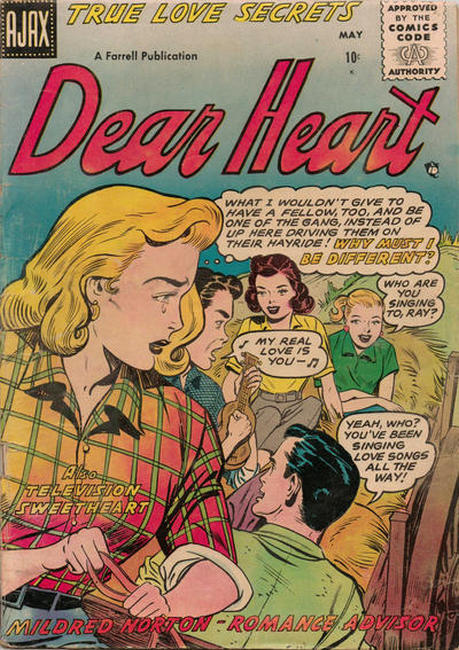 AJAX
TRUE LOVE SECRETS
APPROVED
BY THE
COMICS
CODE
AUTHORITY
MAY
10¢
A Farrell Publication
Dear Heart
WHAT I WOULDN'T GIVE TO
HAVE A FELLOW, TOO, AND BE
ONE OF THE GANG, INSTEAD OF
UP HERE DRIVING THEM ON
THEIR HAYRIDE! WHY MUST I
BE DIFFERENT?
WHO ARE
YOU
SINGING
TO, RAY?
♪ MY REAL
LOVE IS
YOU—♫
YEAH, WHO?
YOU'VE BEEN
SINGING
LOVE SONGS
ALL THE
WAY!
Also
TELEVISION
SWEETHEART
MILDRED NORTON - ROMANCE ADVISOR